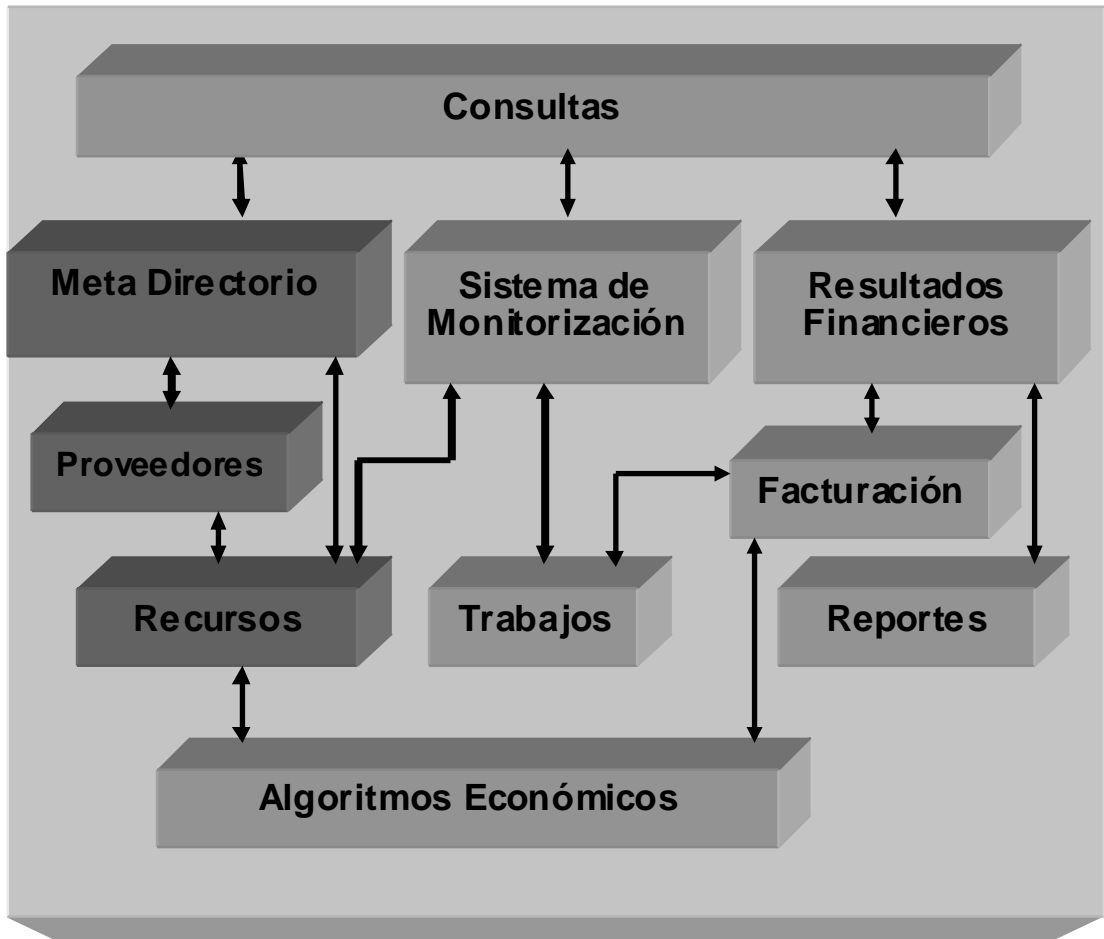 Consultas
Meta Directorio
Sistema de
Monitorización
Resultados
Financieros
Proveedores
Facturación
Recursos
Trabajos
Reportes
Algoritmos Económicos